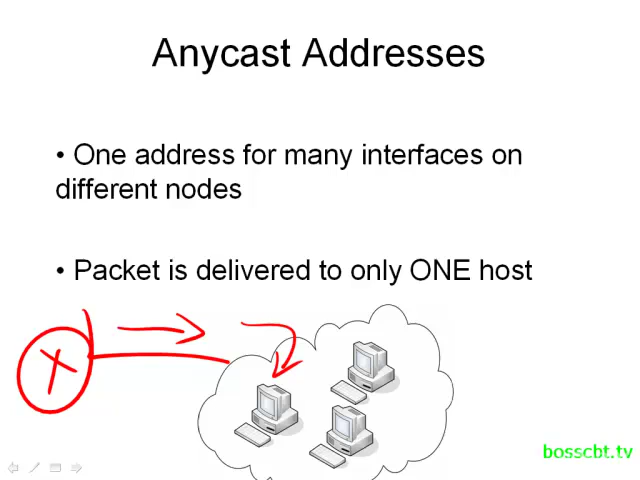 Anycast Addresses
• One address for many interfaces on
different nodes
• Packet is delivered to only ONE host
X
bosscbt.tv